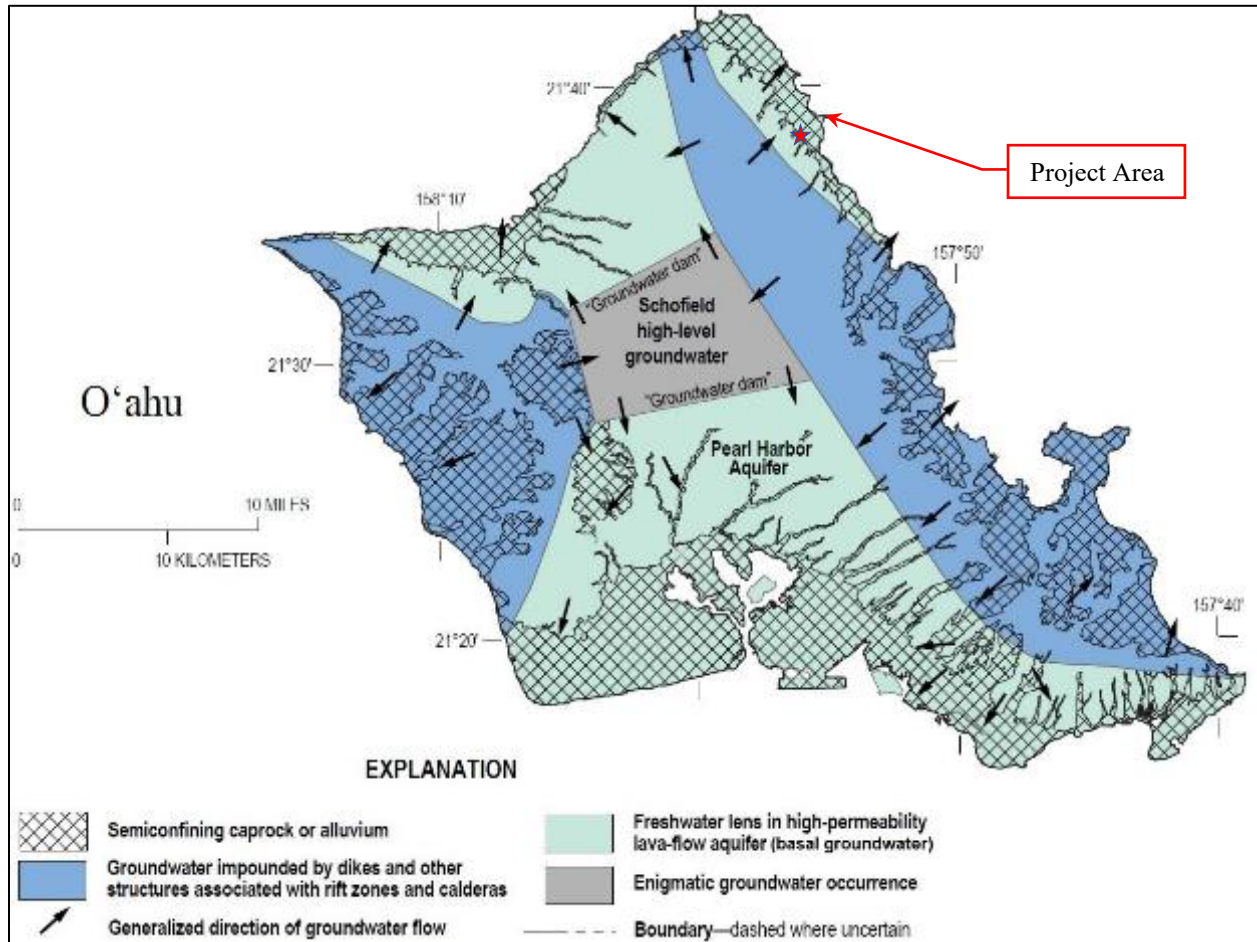 21°40'
Project Area
158°10'
157°50'
"Groundwater dam"
Schofield
high-level
groundwater
21°30'
"Groundwater dam"
Oʻahu
Pearl Harbor
Aquifer
0 10 MILES
0 10 KILOMETERS
157°40'
21°20'
EXPLANATION
Semiconfining caprock or alluvium
Groundwater impounded by dikes and other
structures associated with rift zones and calderas
Generalized direction of groundwater flow
Freshwater lens in high-permeability
lava-flow aquifer (basal groundwater)
Enigmatic groundwater occurrence
Boundary—dashed where uncertain